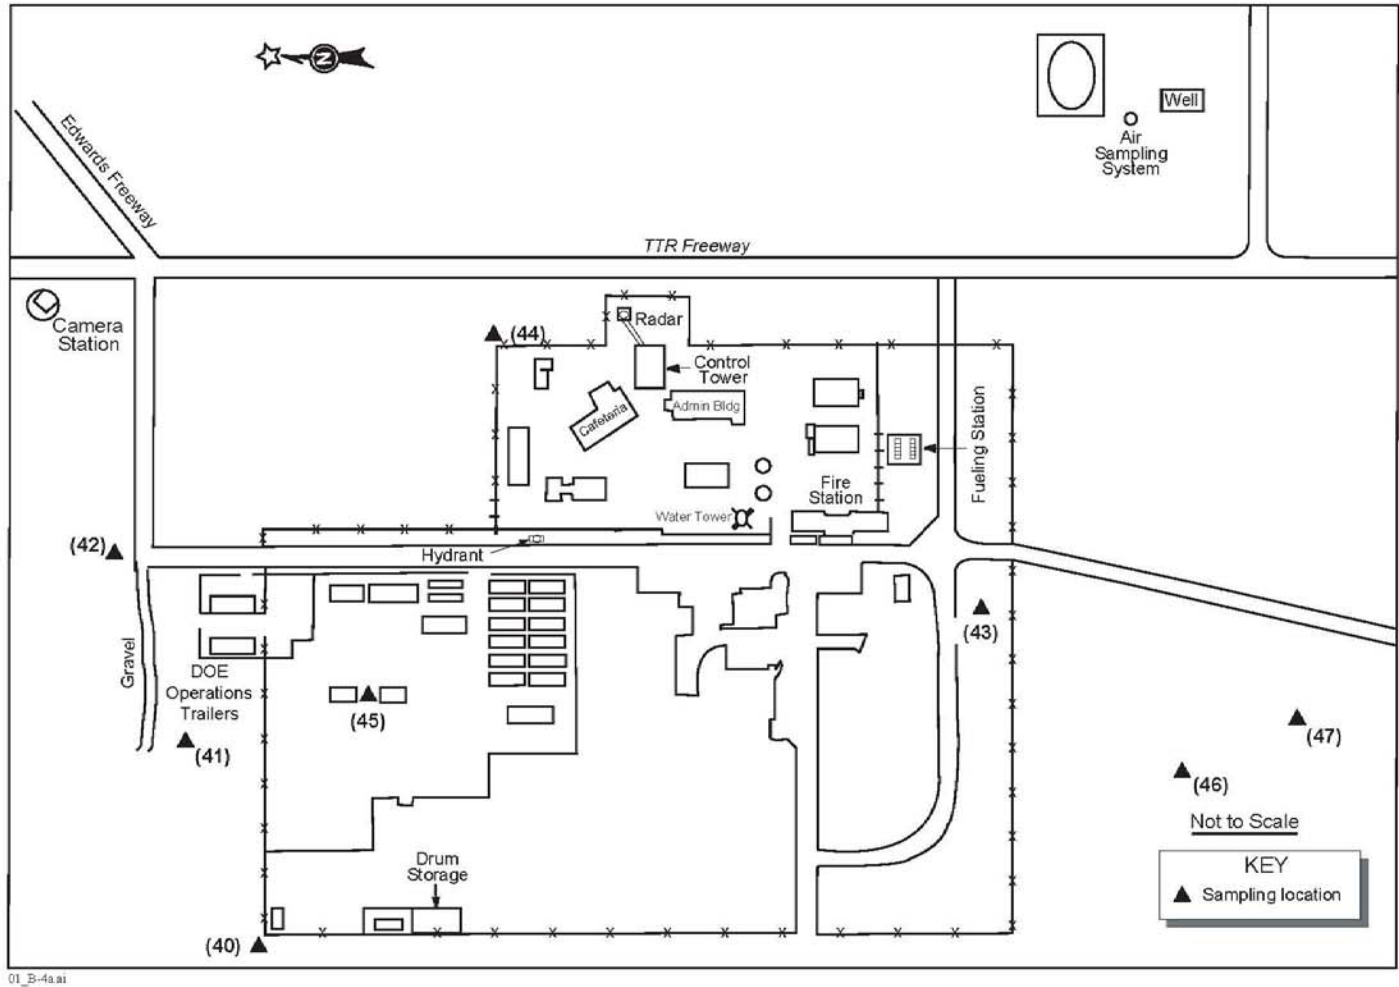 N
Well
Air
Sampling
System
Edwards Freeway
TTR Freeway
Camera
Station
(44)
Radar
Control
Tower
Admin Bldg
Cafeteria
Fueling Station
Fire
Station
Water Tower
(42)
Hydrant
(43)
Gravel
DOE
Operations
Trailers
(45)
(41)
(47)
(46)
Not to Scale
Drum
Storage
KEY
Sampling location
(40)
01_B-4a.ai